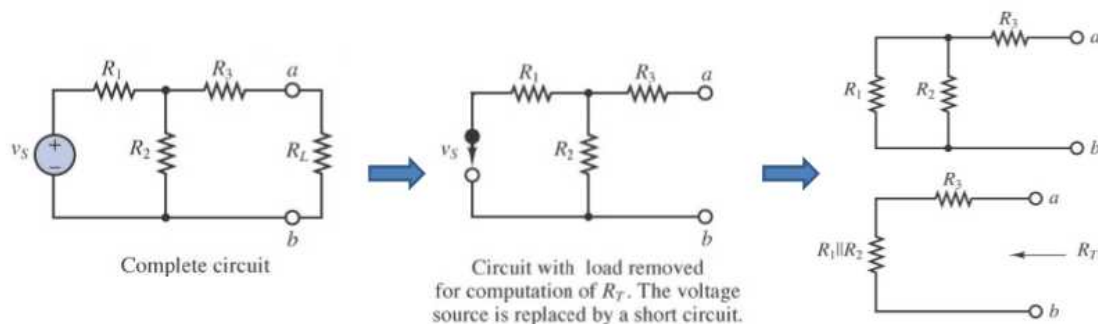 R1
R3
a
vS
+
−
R2
RL
b
Complete circuit
R1
R3
a
vS
R2
b
Circuit with load removed
for computation of RT. The voltage
source is replaced by a short circuit.
R3
a
R1
R2
b
R3
a
R1||R2
RT
b